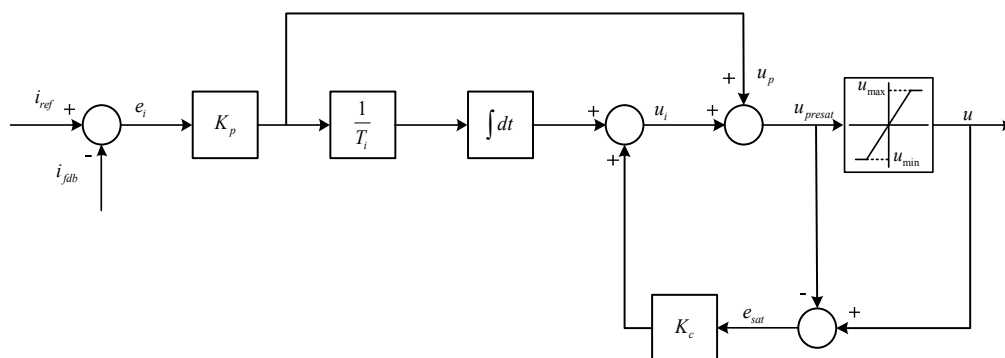 i_ref
+
-
i_fdb
e_i
K_p
1/T_i
∫dt
+
+
u_i
+
+
u_p
u_presat
u_max
u_min
u
-
+
e_sat
K_c